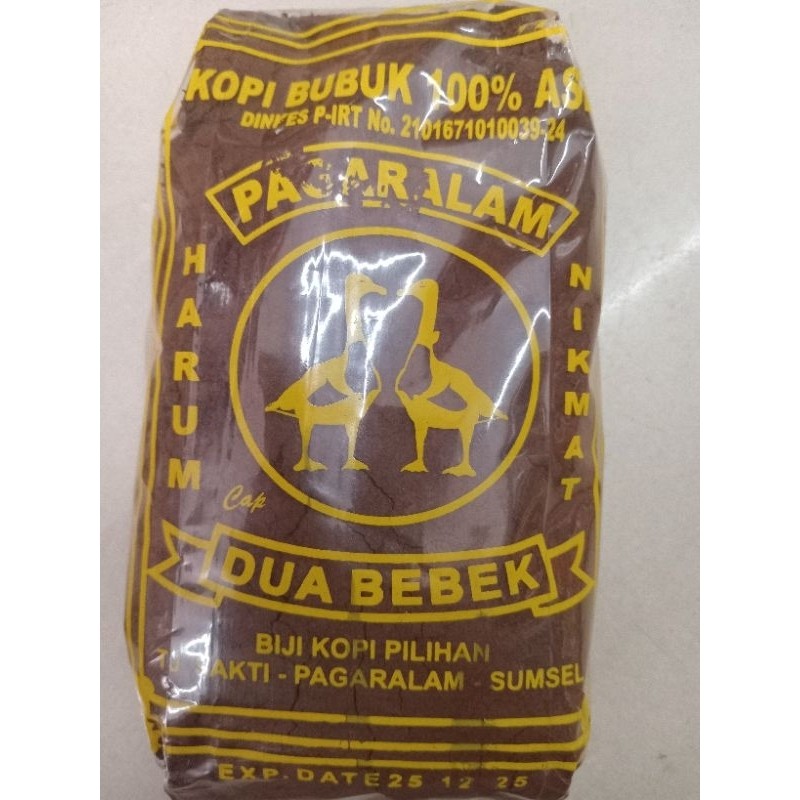 KOPI BUBUK 100%
DINKES P-IRT No. 2101671010039-24
PAGARALAM
HARUM
NIKMAT
Cap
DUA BEBEK
BIJI KOPI PILIHAN
- PAGARALAM - SUMSEL
EXP. DATE 25 12 25